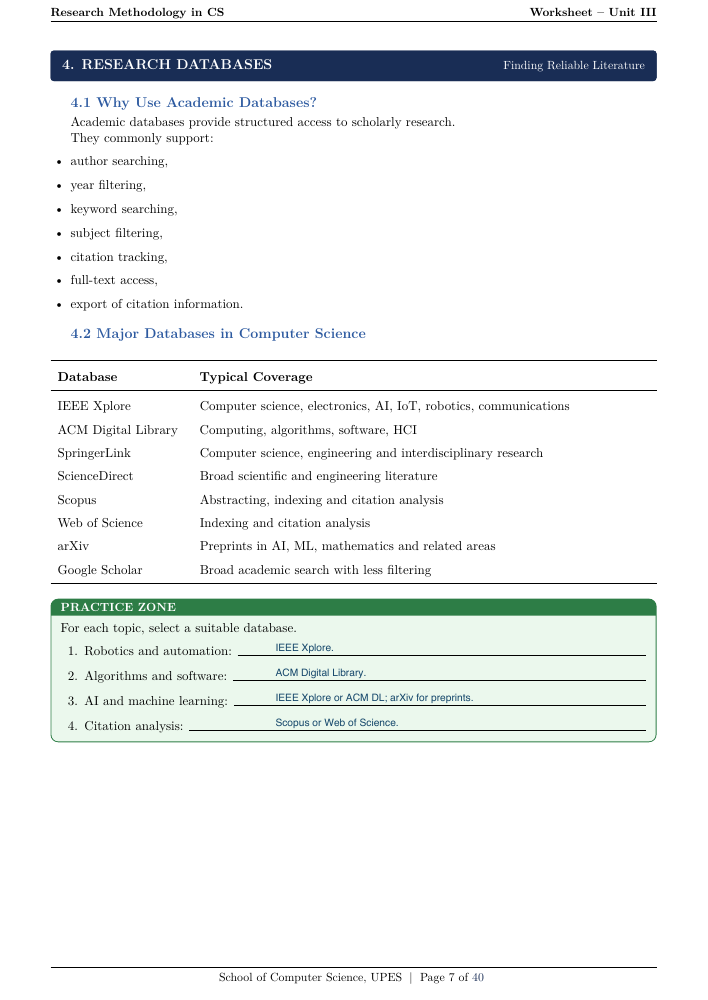 Research Methodology in CS Worksheet – Unit III
4. RESEARCH DATABASES Finding Reliable Literature
4.1 Why Use Academic Databases?
Academic databases provide structured access to scholarly research.
They commonly support:
• author searching,
• year filtering,
• keyword searching,
• subject filtering,
• citation tracking,
• full-text access,
• export of citation information.
4.2 Major Databases in Computer Science
Database Typical Coverage
IEEE Xplore Computer science, electronics, AI, IoT, robotics, communications
ACM Digital Library Computing, algorithms, software, HCI
SpringerLink Computer science, engineering and interdisciplinary research
ScienceDirect Broad scientific and engineering literature
Scopus Abstracting, indexing and citation analysis
Web of Science Indexing and citation analysis
arXiv Preprints in AI, ML, mathematics and related areas
Google Scholar Broad academic search with less filtering
PRACTICE ZONE
For each topic, select a suitable database.
1. Robotics and automation: IEEE Xplore.
2. Algorithms and software: ACM Digital Library.
3. AI and machine learning: IEEE Xplore or ACM DL; arXiv for preprints.
4. Citation analysis: Scopus or Web of Science.
School of Computer Science, UPES | Page 7 of 40